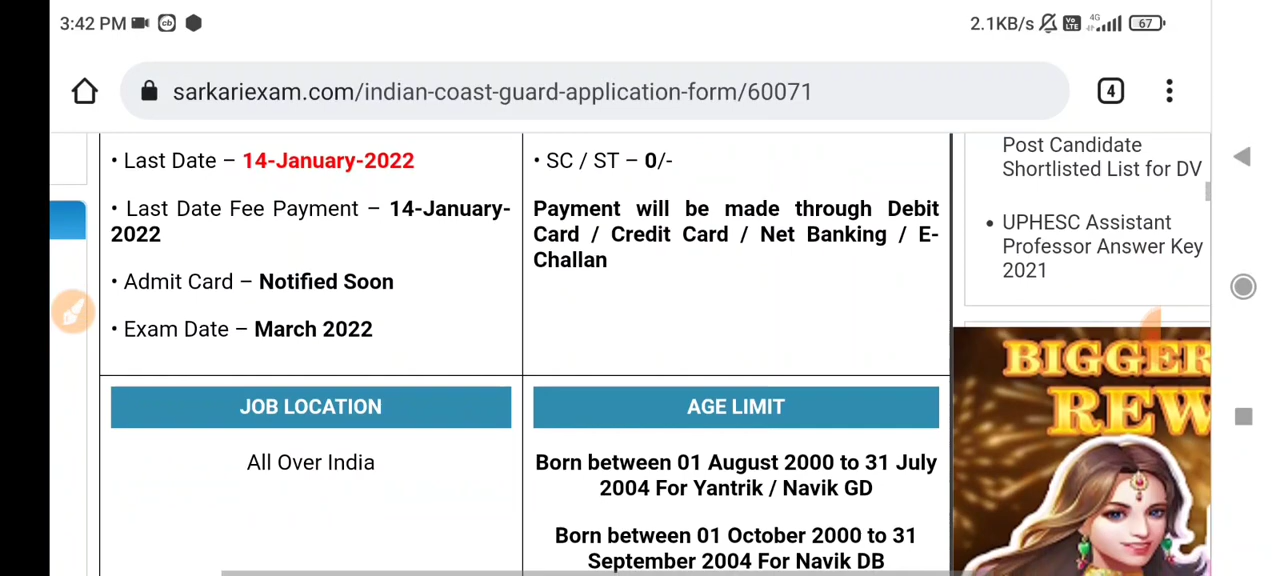 3:42 PM
2.1KB/s
Vo LTE
4G
67
sarkariexam.com/indian-coast-guard-application-form/60071
4
• Last Date – 14-January-2022
• Last Date Fee Payment – 14-January-
2022
• Admit Card – Notified Soon
• Exam Date – March 2022
• SC / ST – 0/-
Payment will be made through Debit
Card / Credit Card / Net Banking / E-
Challan
Post Candidate
Shortlisted List for DV
• UPHESC Assistant
Professor Answer Key
2021
JOB LOCATION
All Over India
AGE LIMIT
Born between 01 August 2000 to 31 July
2004 For Yantrik / Navik GD
Born between 01 October 2000 to 31
September 2004 For Navik DB
BIGGER
REW